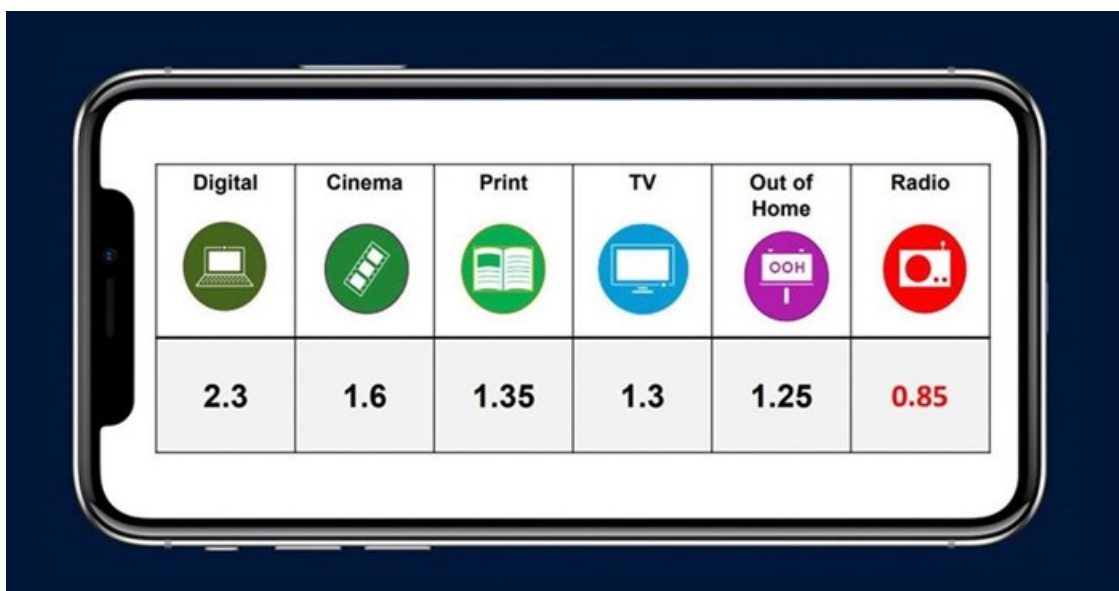 Digital
Cinema
Print
TV
Out of
Home
Radio
OOH
2.3
1.6
1.35
1.3
1.25
0.85